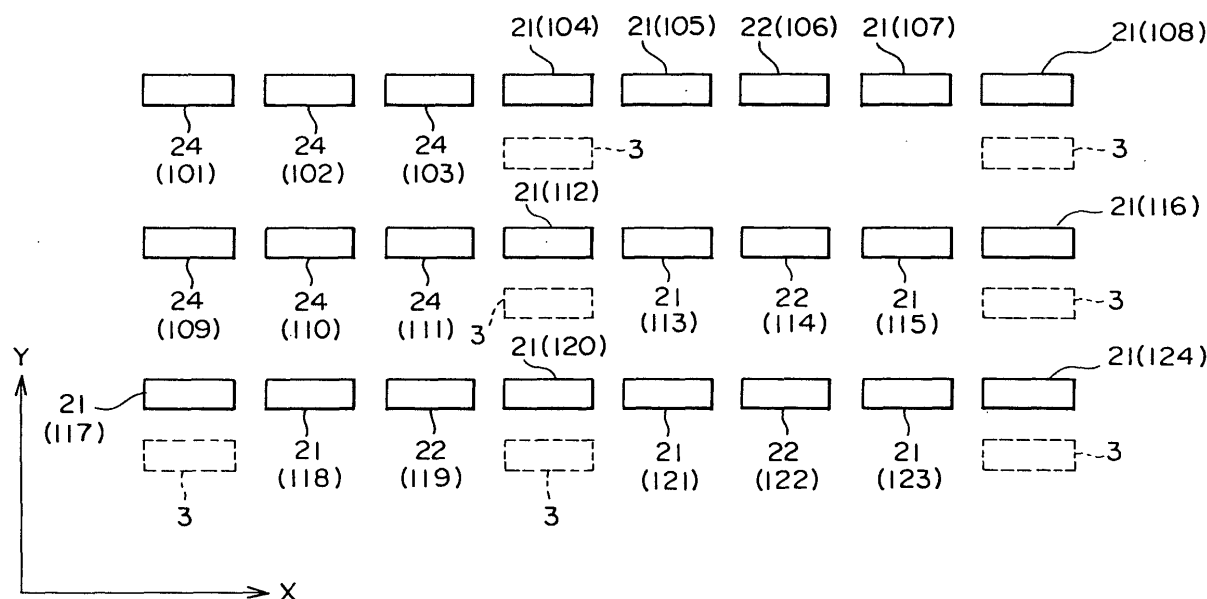 21(104) 21(105) 22(106) 21(107) 21(108)
24 24 24 3 3
(101) (102) (103)
21(112) 21(116)
24 24 24 3 21 22 21 3
(109) (110) (111) (113) (114) (115)
21(120) 21(124)
Y
21
(117)
21 22 21 22 21 3
(118) (119) (121) (122) (123)
3 3
X